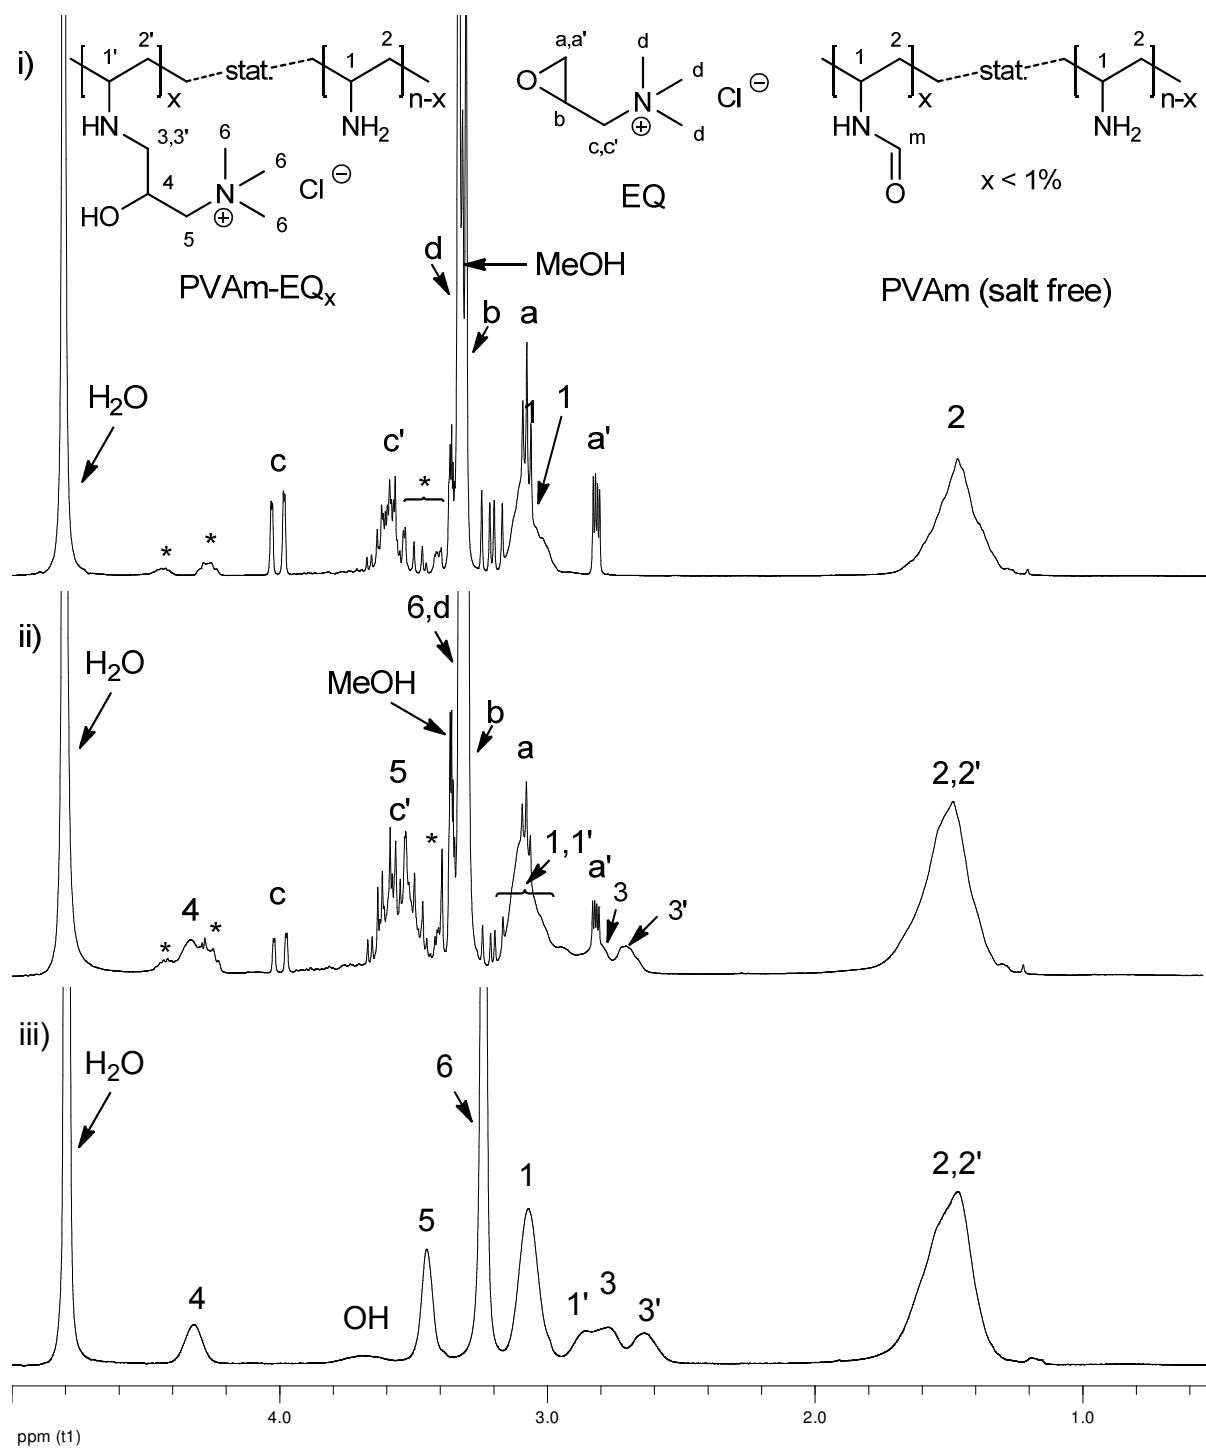 i)
1'
2'
x
stat.
1
2
n-x
HN
3,3'
NH2
4
6
6
6
N
⊕
HO
5
Cl ⊖
PVAm-EQx
a,a'
O
b
c,c'
d
d
d
N
⊕
Cl ⊖
EQ
1
2
x
stat.
1
2
n-x
HN
m
O
NH2
x < 1%
PVAm (salt free)
H2O
*
*
c
c'
*
d
MeOH
b
a
1
1
a'
2
ii)
H2O
*
4
*
c
5
c'
*
MeOH
6,d
b
a
1,1'
a'
3
3'
2,2'
iii)
H2O
4
OH
5
6
1
1'
3
3'
2,2'
4.0 3.0 2.0 1.0
ppm (t1)